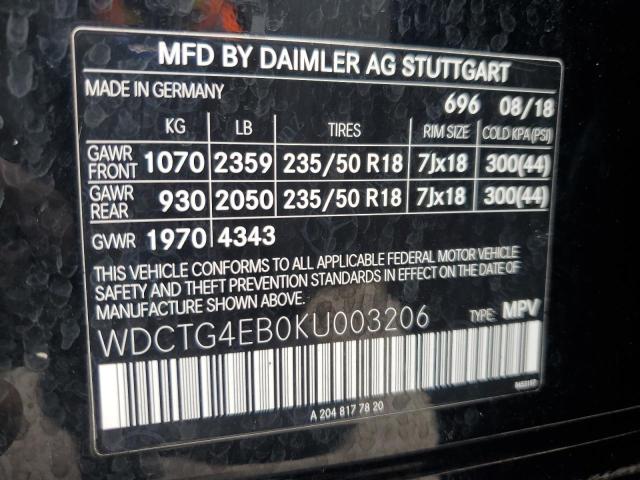 MFD BY DAIMLER AG STUTTGART
MADE IN GERMANY
696 08/18
KG LB TIRES RIM SIZE COLD KPA (PSI)
GAWR FRONT 1070 2359 235/50 R18 7Jx18 300(44)
GAWR REAR 930 2050 235/50 R18 7Jx18 300(44)
GVWR 1970 4343
THIS VEHICLE CONFORMS TO ALL APPLICABLE FEDERAL MOTOR VEHICLE
SAFETY AND THEFT PREVENTION STANDARDS IN EFFECT ON THE DATE OF
MANUFACTURE SHOWN ABOVE.
WDCTG4EB0KU003206 TYPE: MPV
A 204 817 78 20